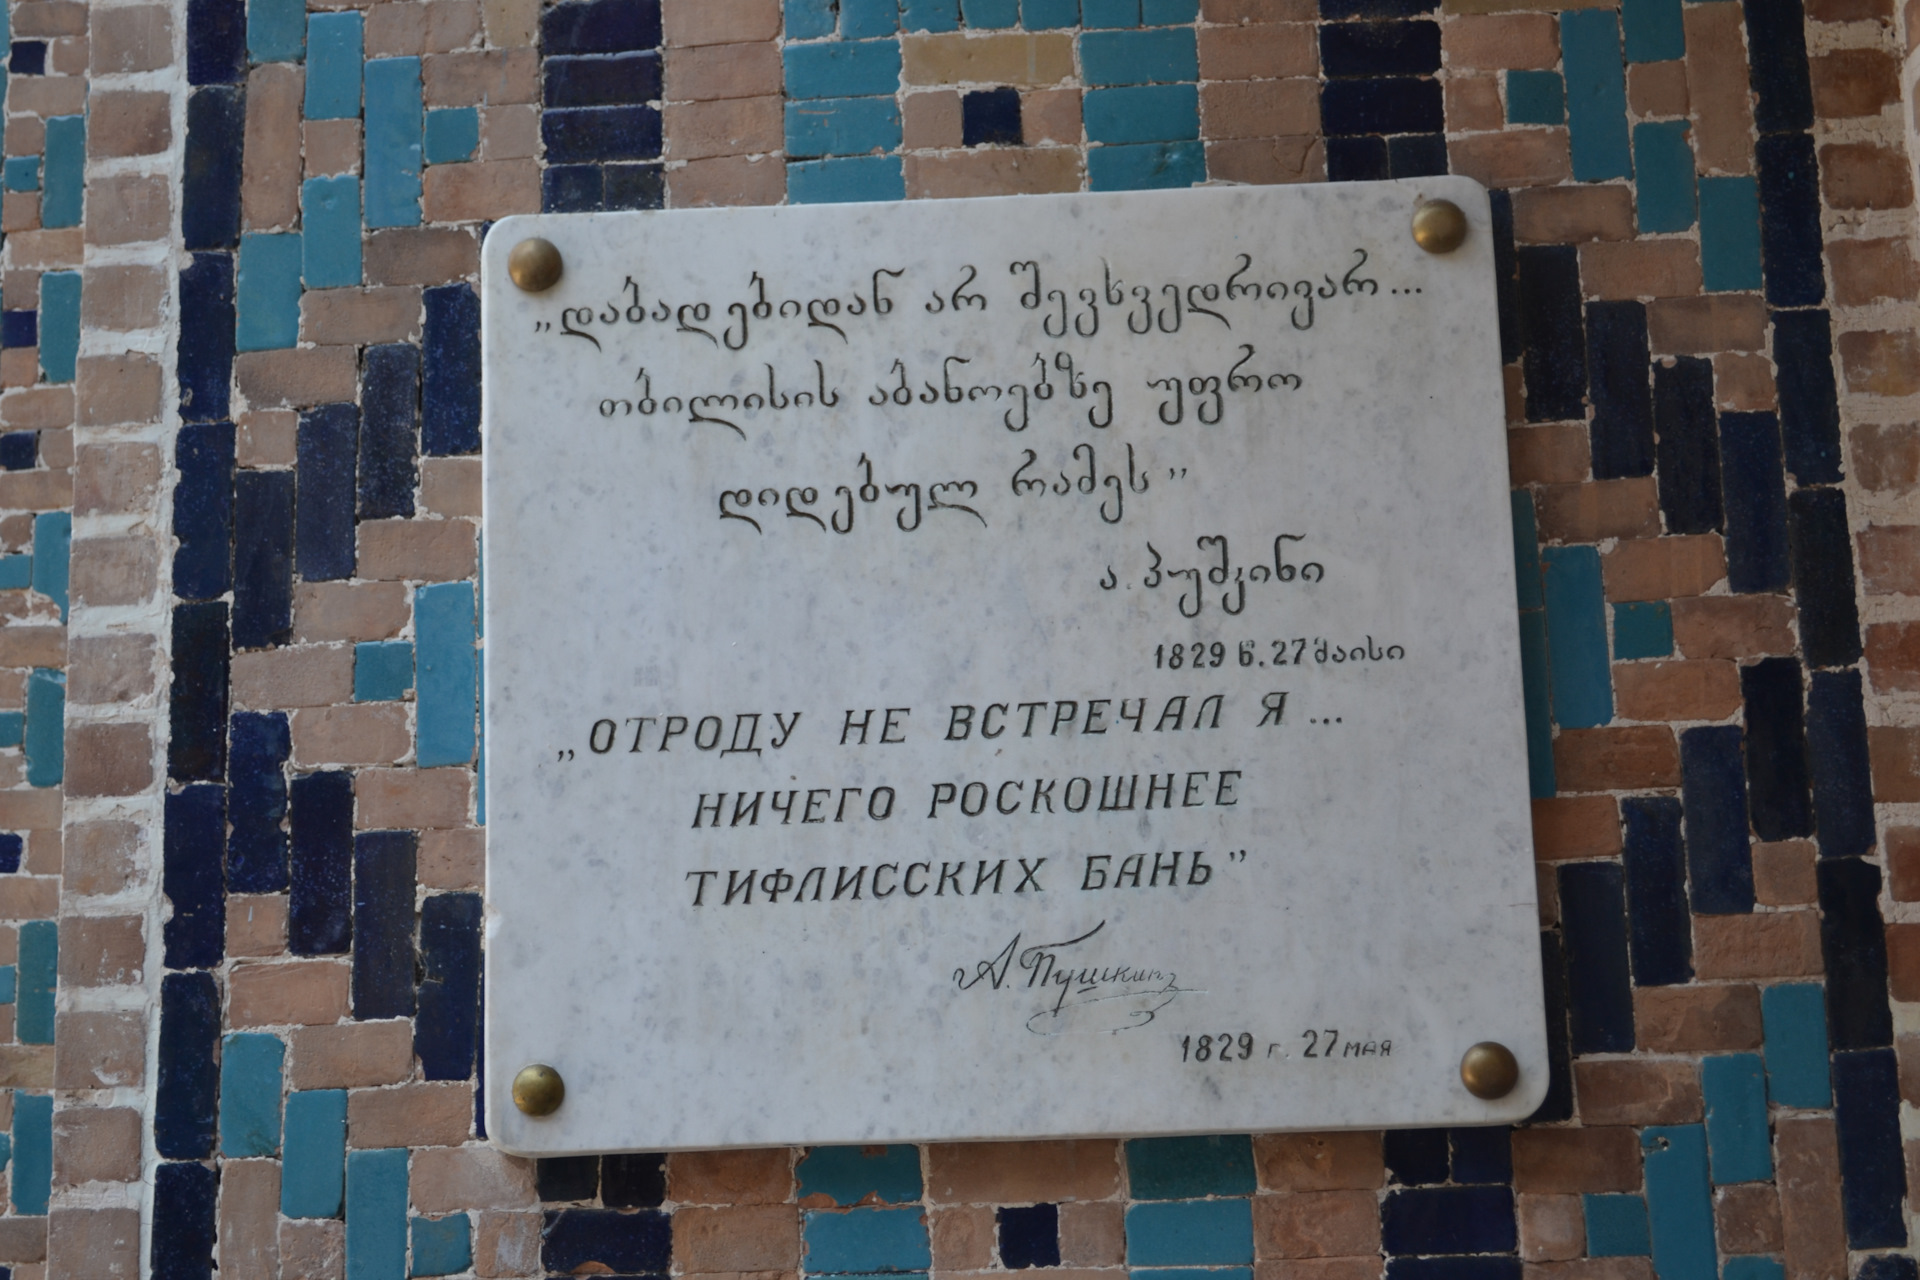 „დაბადებიდან არ შევხვედრივარ...
თბილისის აბანოებზე უფრო
დიდებულ რამეს”
ა. პუშკინი
1829 წ. 27 მაისი
„ОТРОДУ НЕ ВСТРЕЧАЛ Я...
НИЧЕГО РОСКОШНЕЕ
ТИФЛИССКИХ БАНЬ”
А. Пушкинъ
1829 г. 27 мая